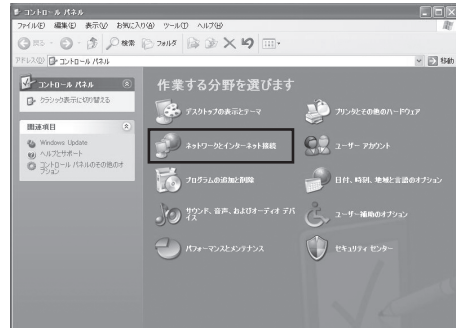 コントロール パネル
ファイル(F) 編集(E) 表示(V) お気に入り(A) ツール(T) ヘルプ(H)
戻る 検索 フォルダ
アドレス(D) コントロール パネル 移動
コントロール パネル
クラシック表示に切り替える
関連項目
Windows Update
ヘルプとサポート
コントロール パネルのその他のオプション
作業する分野を選びます
デスクトップの表示とテーマ
プリンタとその他のハードウェア
ネットワークとインターネット接続
ユーザー アカウント
プログラムの追加と削除
日付、時刻、地域と言語のオプション
サウンド、音声、およびオーディオ デバイス
ユーザー補助のオプション
パフォーマンスとメンテナンス
セキュリティ センター